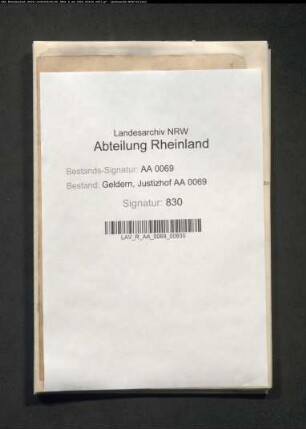 Landesarchiv NRW
Abteilung Rheinland
Bestands-Signatur: AA 0069
Bestand: Geldern, Justizhof AA 0069
Signatur: 830
LAV_R_AA_0069_00830